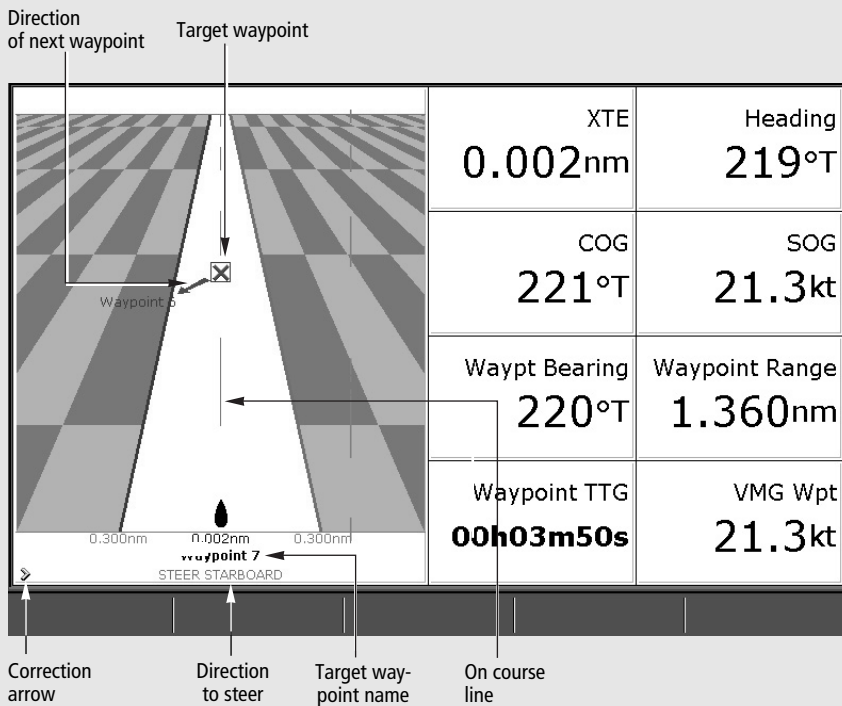 Direction
of next waypoint
Target waypoint
XTE
0.002nm
Heading
219°T
COG
221°T
SOG
21.3kt
Waypoint 6
Waypt Bearing
220°T
Waypoint Range
1.360nm
Waypoint TTG
00h03m50s
VMG Wpt
21.3kt
0.300nm 0.002nm 0.300nm
Waypoint 7
STEER STARBOARD
Correction
arrow
Direction
to steer
Target way-
point name
On course
line